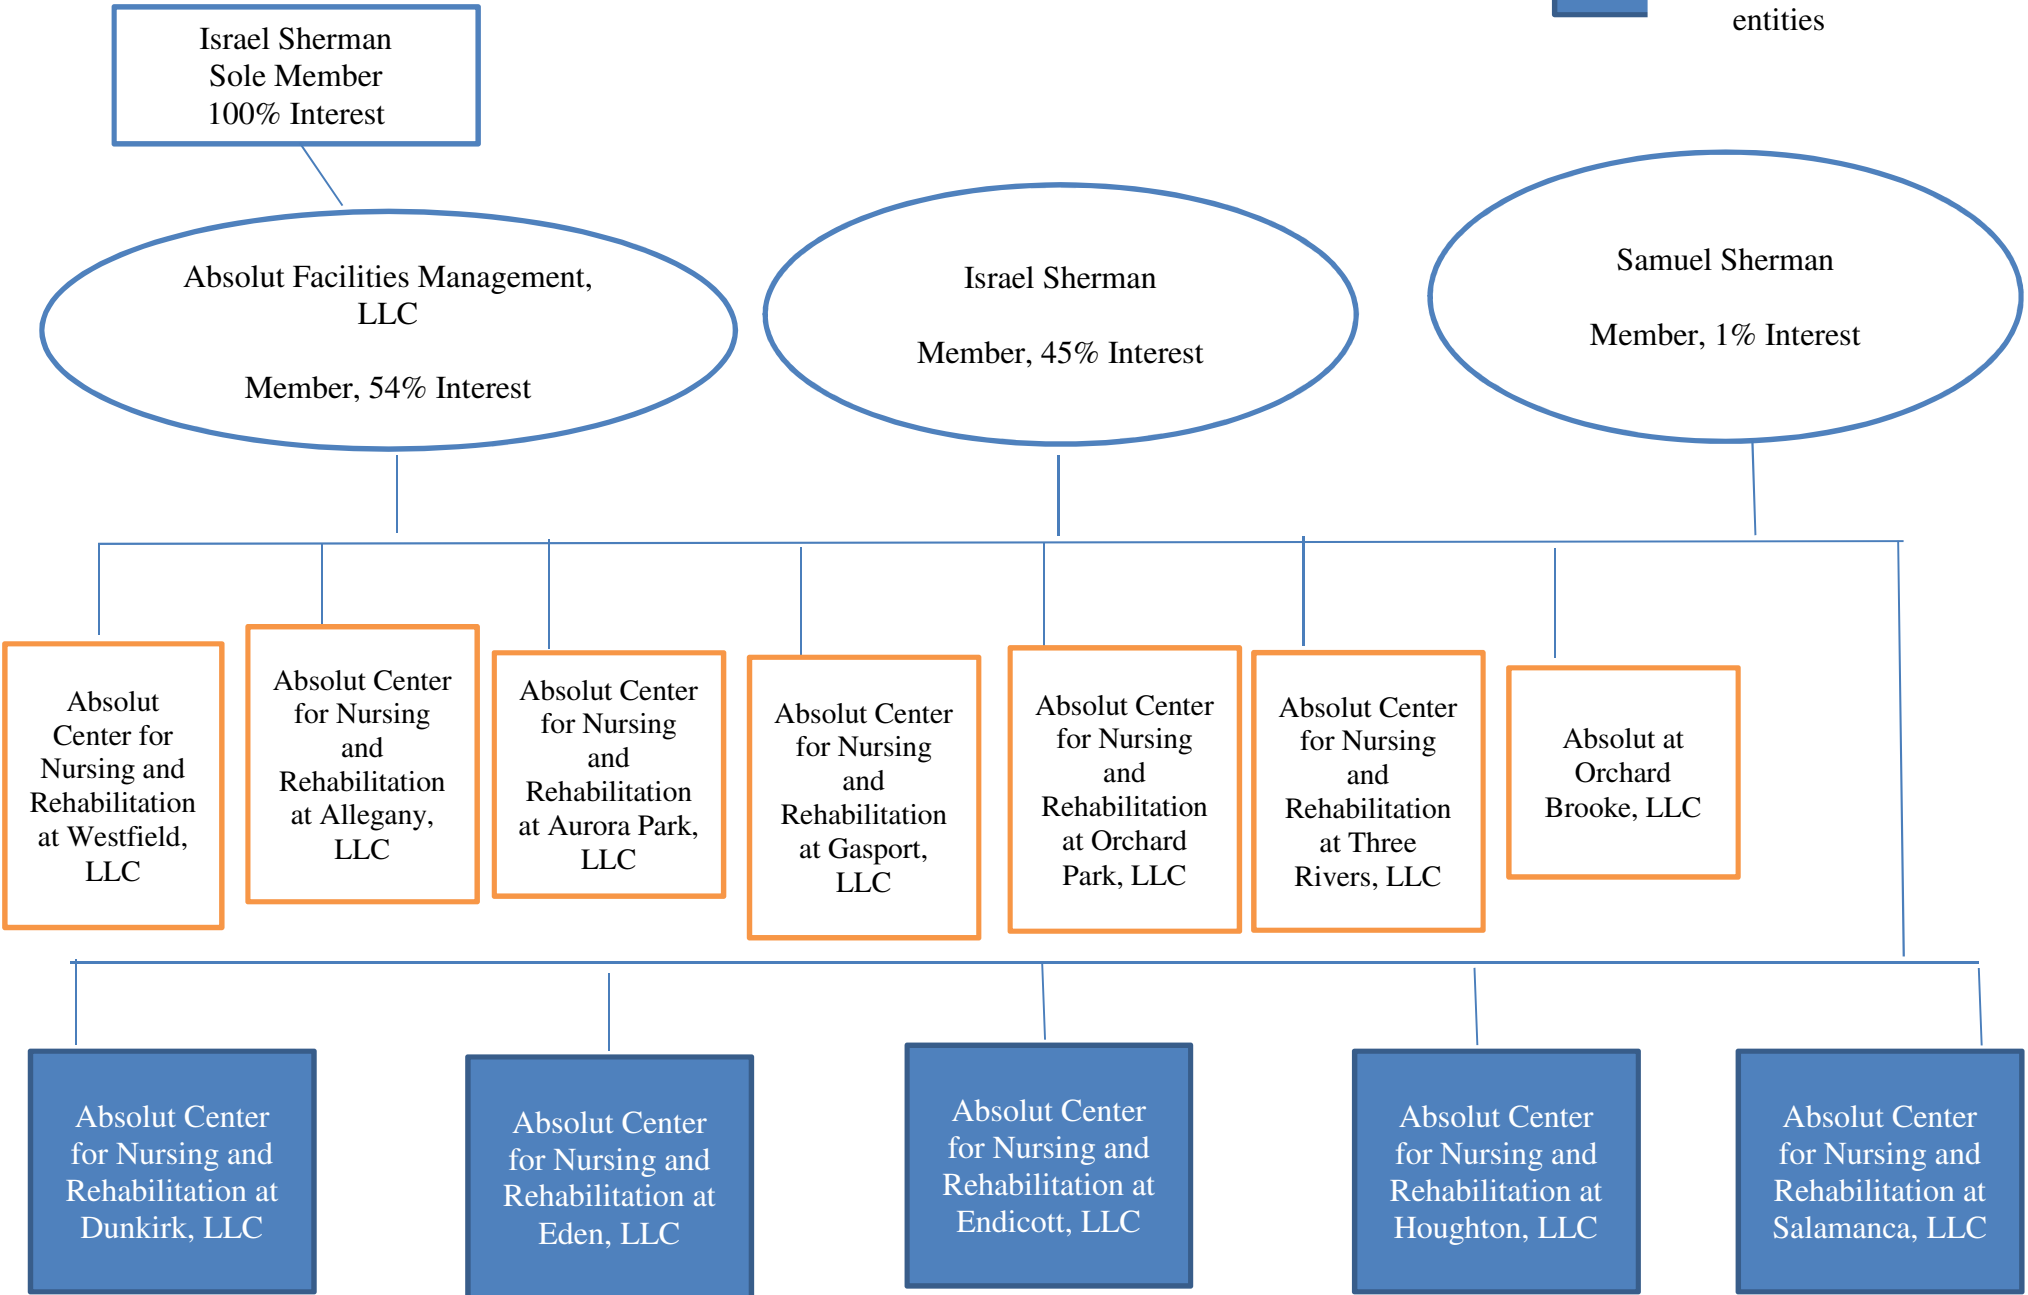 entities
Israel Sherman
Sole Member
100% Interest
Absolut Facilities Management,
LLC
Member, 54% Interest
Israel Sherman
Member, 45% Interest
Samuel Sherman
Member, 1% Interest
Absolut
Center for
Nursing and
Rehabilitation
at Westfield,
LLC
Absolut Center
for Nursing
and
Rehabilitation
at Allegany,
LLC
Absolut Center
for Nursing
and
Rehabilitation
at Aurora Park,
LLC
Absolut Center
for Nursing
and
Rehabilitation
at Gasport,
LLC
Absolut Center
for Nursing
and
Rehabilitation
at Orchard
Park, LLC
Absolut Center
for Nursing
and
Rehabilitation
at Three
Rivers, LLC
Absolut at
Orchard
Brooke, LLC
Absolut Center
for Nursing and
Rehabilitation at
Dunkirk, LLC
Absolut Center
for Nursing and
Rehabilitation at
Eden, LLC
Absolut Center
for Nursing and
Rehabilitation at
Endicott, LLC
Absolut Center
for Nursing and
Rehabilitation at
Houghton, LLC
Absolut Center
for Nursing and
Rehabilitation at
Salamanca, LLC